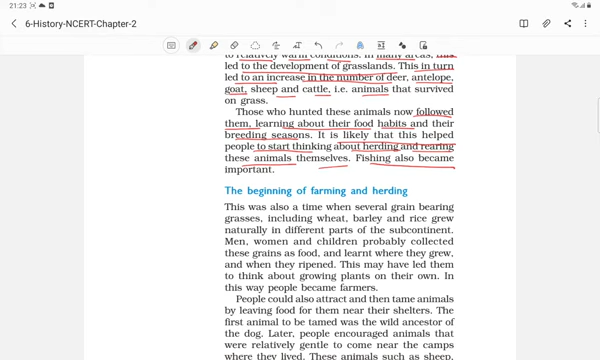 21:23
79%
6-History-NCERT-Chapter-2
to relatively warm conditions. In many areas, this
led to the development of grasslands. This in turn
led to an increase in the number of deer, antelope,
goat, sheep and cattle, i.e. animals that survived
on grass.
Those who hunted these animals now followed
them, learning about their food habits and their
breeding seasons. It is likely that this helped
people to start thinking about herding and rearing
these animals themselves. Fishing also became
important.
The beginning of farming and herding
This was also a time when several grain bearing
grasses, including wheat, barley and rice grew
naturally in different parts of the subcontinent.
Men, women and children probably collected
these grains as food, and learnt where they grew,
and when they ripened. This may have led them
to think about growing plants on their own. In
this way people became farmers.
People could also attract and then tame animals
by leaving food for them near their shelters. The
first animal to be tamed was the wild ancestor of
the dog. Later, people encouraged animals that
were relatively gentle to come near the camps
where they lived. These animals such as sheep,